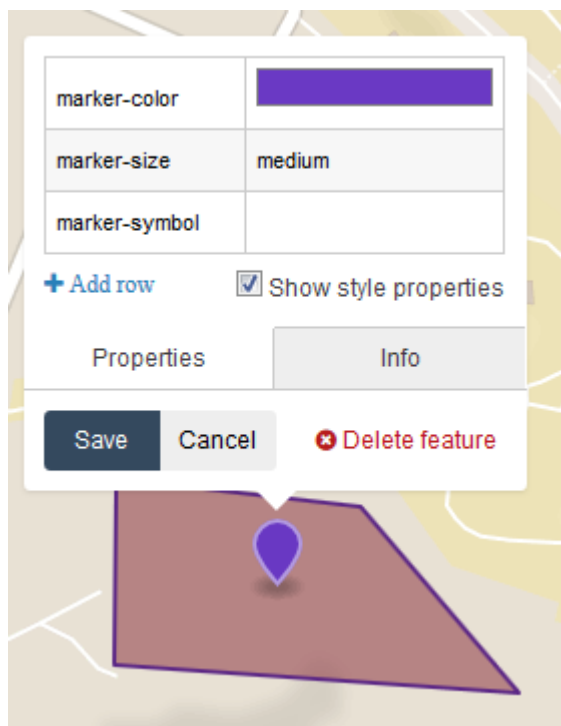 marker-color
marker-size medium
marker-symbol
Add row Show style properties
Properties Info
Save Cancel Delete feature